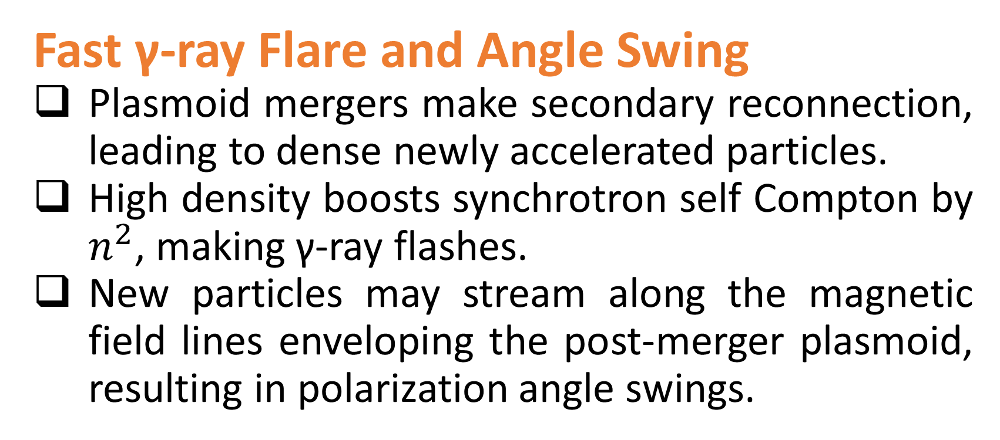 Fast γ-ray Flare and Angle Swing
❑ Plasmoid mergers make secondary reconnection,
leading to dense newly accelerated particles.
❑ High density boosts synchrotron self Compton by
n², making γ-ray flashes.
❑ New particles may stream along the magnetic
field lines enveloping the post-merger plasmoid,
resulting in polarization angle swings.